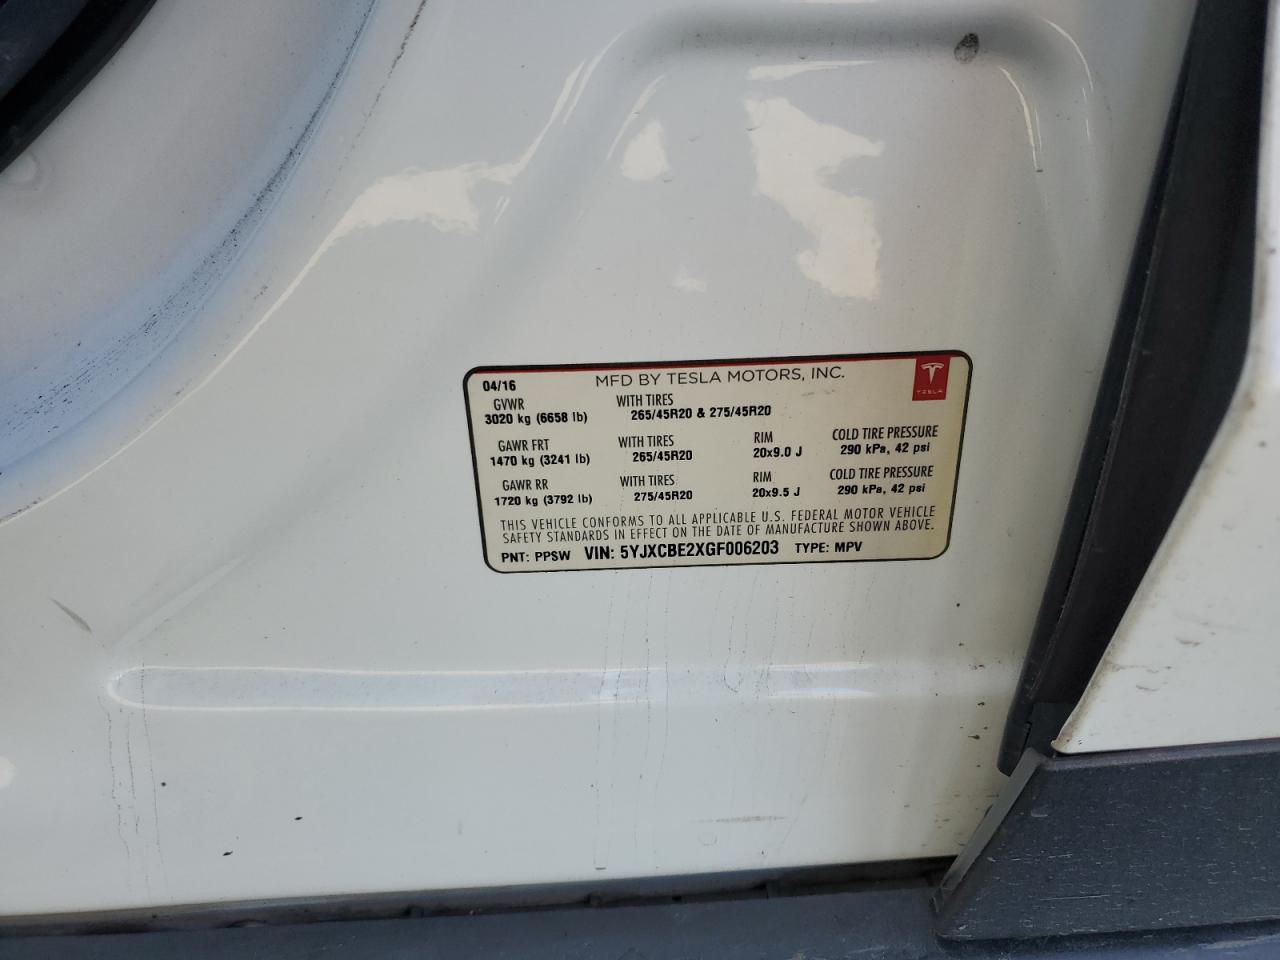 04/16 MFD BY TESLA MOTORS, INC.
TESLA
GVWR WITH TIRES
3020 kg (6658 lb) 265/45R20 & 275/45R20
GAWR FRT WITH TIRES RIM COLD TIRE PRESSURE
1470 kg (3241 lb) 265/45R20 20x9.0 J 290 kPa, 42 psi
GAWR RR WITH TIRES RIM COLD TIRE PRESSURE
1720 kg (3792 lb) 275/45R20 20x9.5 J 290 kPa, 42 psi
THIS VEHICLE CONFORMS TO ALL APPLICABLE U.S. FEDERAL MOTOR VEHICLE
SAFETY STANDARDS IN EFFECT ON THE DATE OF MANUFACTURE SHOWN ABOVE.
PNT: PPSW VIN: 5YJXCBE2XGF006203 TYPE: MPV